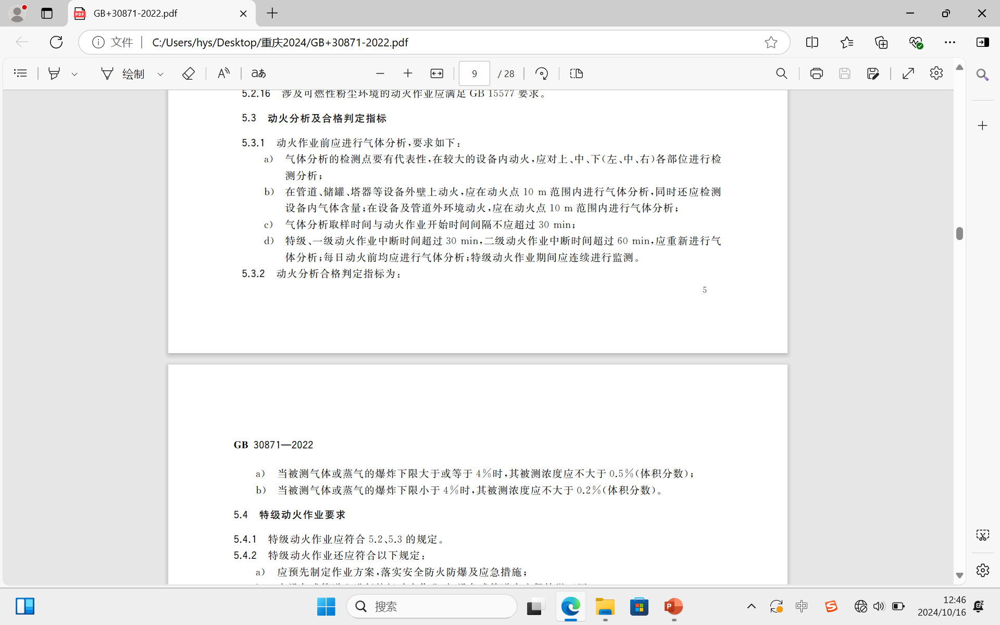 GB+30871-2022.pdf
文件
C:/Users/hys/Desktop/重庆2024/GB+30871-2022.pdf
绘制
aあ
9 / 28
5.2.16 涉及可燃性粉尘环境的动火作业应满足 GB 15577 要求。
5.3 动火分析及合格判定指标
5.3.1 动火作业前应进行气体分析,要求如下:
a) 气体分析的检测点要有代表性,在较大的设备内动火,应对上、中、下(左、中、右)各部位进行检
测分析;
b) 在管道、储罐、塔器等设备外壁上动火,应在动火点 10 m 范围内进行气体分析,同时还应检测
设备内气体含量;在设备及管道外环境动火,应在动火点 10 m 范围内进行气体分析;
c) 气体分析取样时间与动火作业开始时间间隔不应超过 30 min;
d) 特级、一级动火作业中断时间超过 30 min,二级动火作业中断时间超过 60 min,应重新进行气
体分析;每日动火前均应进行气体分析;特级动火作业期间应连续进行监测。
5.3.2 动火分析合格判定指标为:
5
GB 30871—2022
a) 当被测气体或蒸气的爆炸下限大于或等于 4%时,其被测浓度应不大于 0.5%(体积分数);
b) 当被测气体或蒸气的爆炸下限小于 4%时,其被测浓度应不大于 0.2%(体积分数)。
5.4 特级动火作业要求
5.4.1 特级动火作业应符合 5.2、5.3 的规定。
5.4.2 特级动火作业还应符合以下规定:
a) 应预先制定作业方案,落实安全防火防爆及应急措施;
搜索
中
12:46
2024/10/16